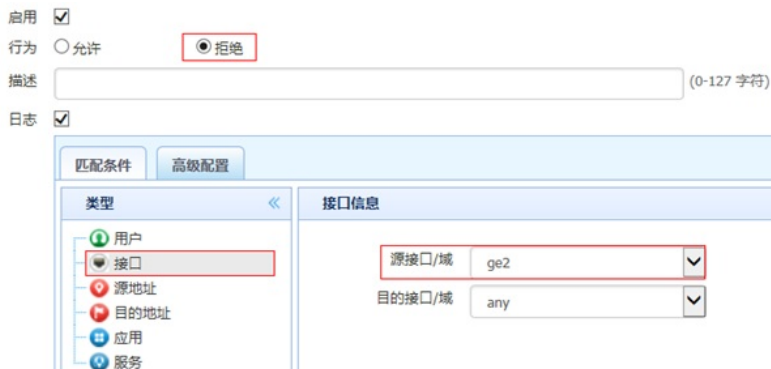 启用
行为 允许 拒绝
描述 (0-127 字符)
日志
匹配条件 高级配置
类型 接口信息
用户
接口 源接口/域 ge2
源地址
目的地址 目的接口/域 any
应用
服务